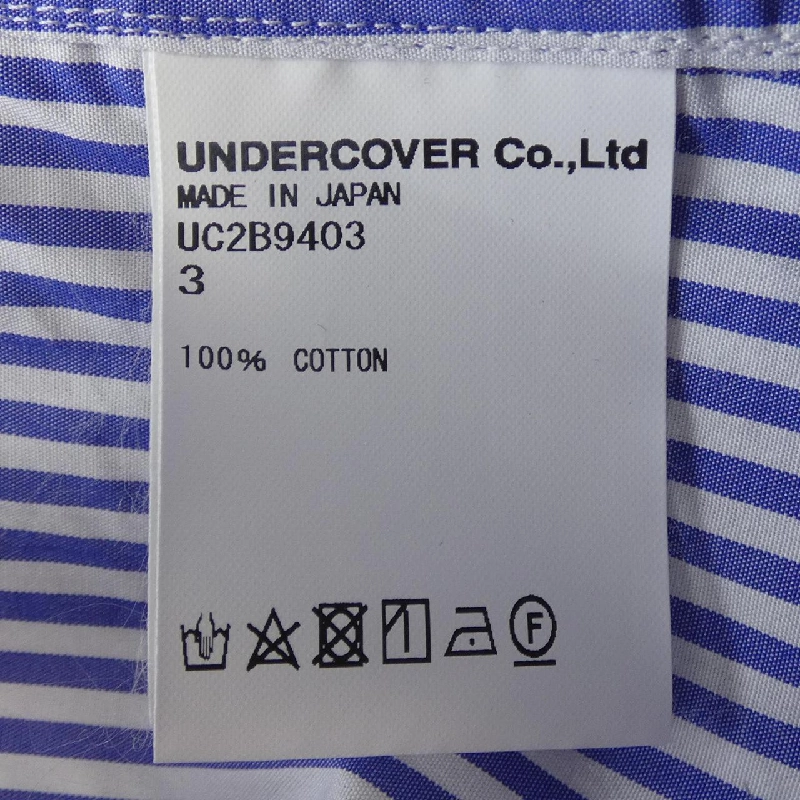 UNDERCOVER Co.,Ltd
MADE IN JAPAN
UC2B9403
3
100% COTTON
F